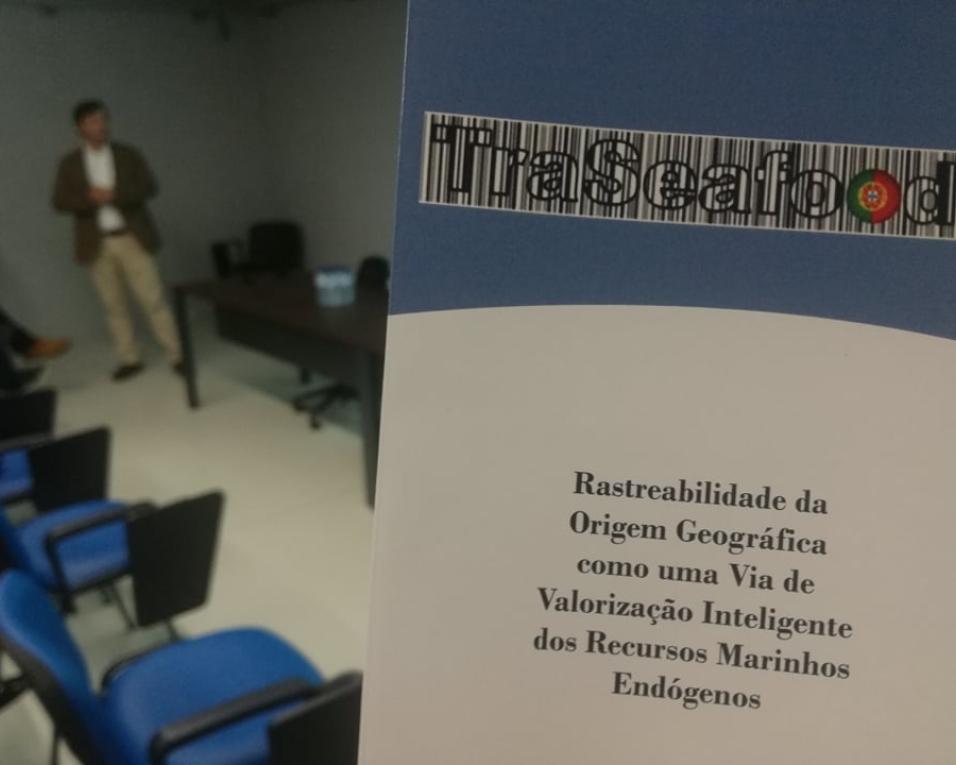 TraSeafood
Rastreabilidade da
Origem Geográfica
como uma Via de
Valorização Inteligente
dos Recursos Marinhos
Endógenos